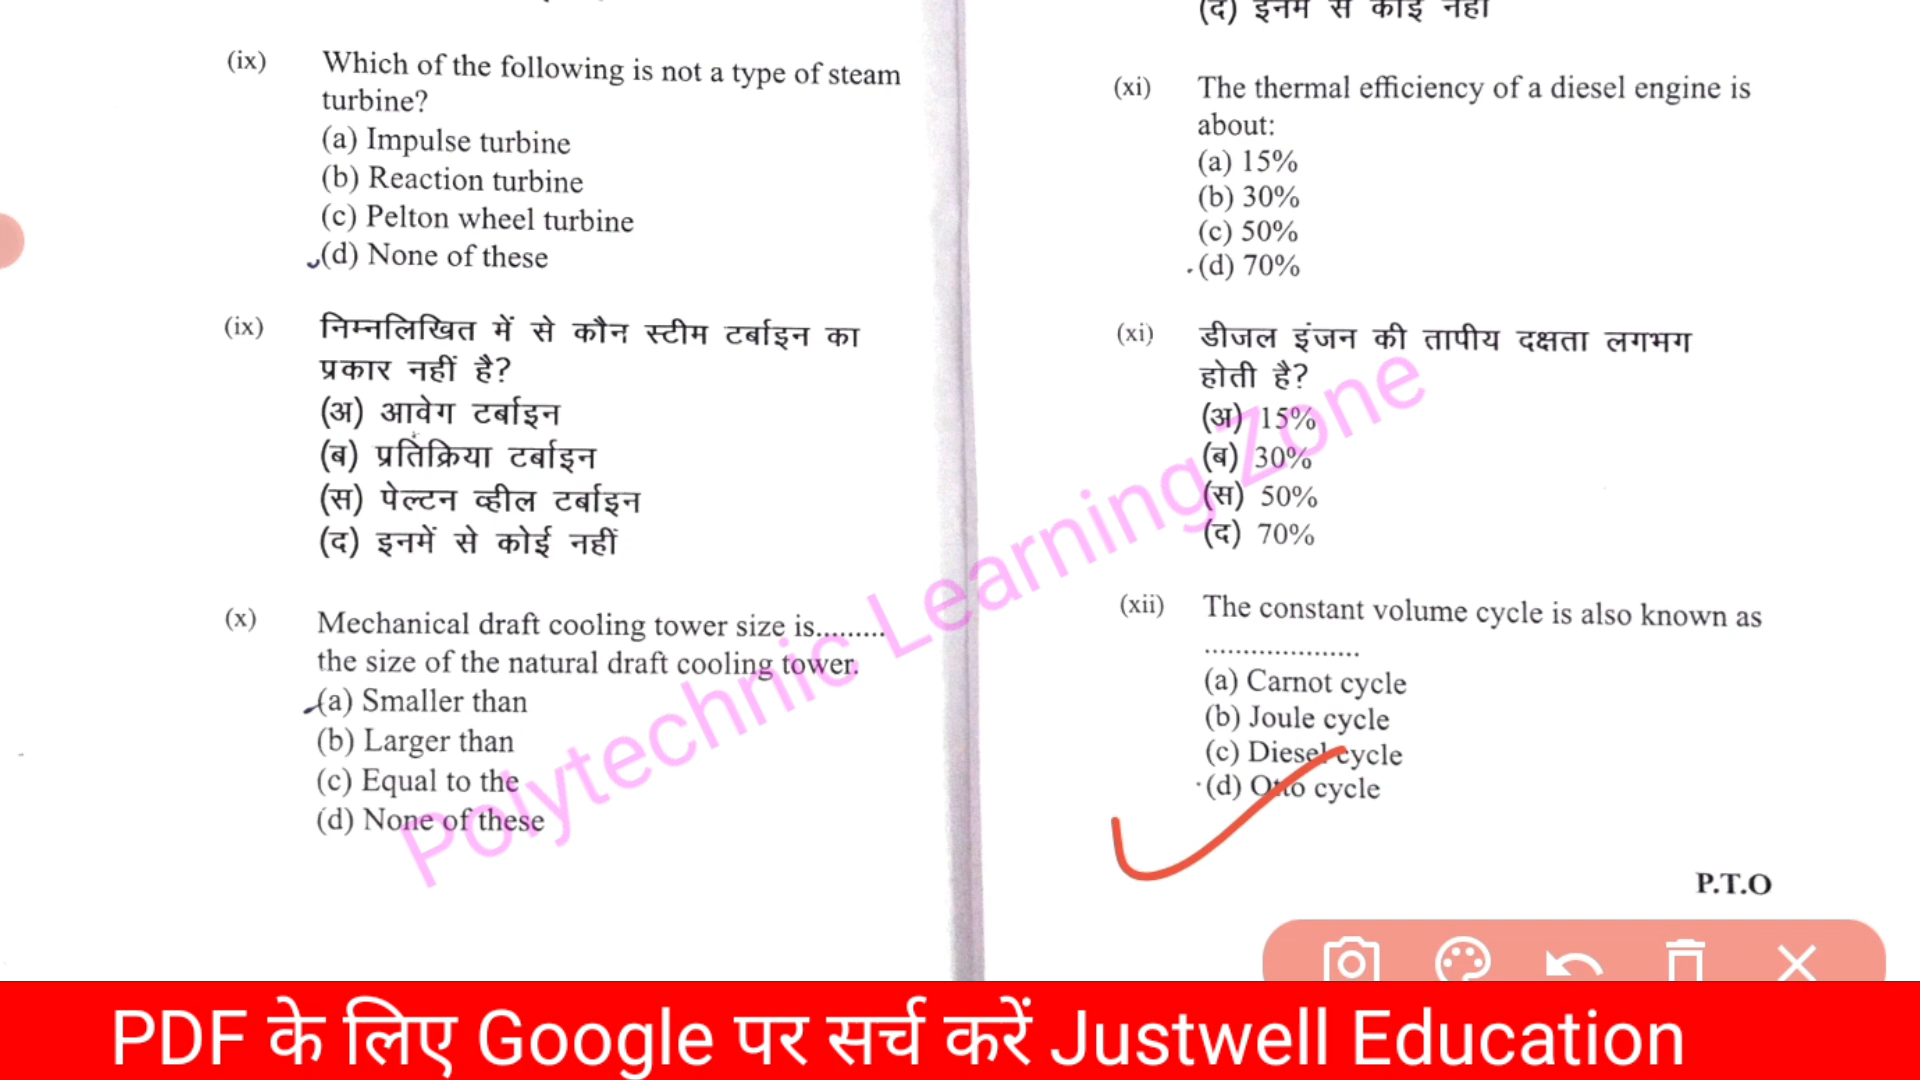 (ix) Which of the following is not a type of steam
turbine?
(a) Impulse turbine
(b) Reaction turbine
(c) Pelton wheel turbine
(d) None of these
(ix) निम्नलिखित में से कौन स्टीम टर्बाइन का
प्रकार नहीं है?
(अ) आवेग टर्बाइन
(ब) प्रतिक्रिया टर्बाइन
(स) पेल्टन व्हील टर्बाइन
(द) इनमें से कोई नहीं
(x) Mechanical draft cooling tower size is.........
the size of the natural draft cooling tower.
(a) Smaller than
(b) Larger than
(c) Equal to the
(d) None of these
(द) इनमें से कोई नहीं
(xi) The thermal efficiency of a diesel engine is
about:
(a) 15%
(b) 30%
(c) 50%
(d) 70%
(xi) डीजल इंजन की तापीय दक्षता लगभग
होती है?
(अ) 15%
(ब) 30%
(स) 50%
(द) 70%
(xii) The constant volume cycle is also known as
....................
(a) Carnot cycle
(b) Joule cycle
(c) Diesel cycle
(d) Otto cycle
P.T.O
Polytechnic Learning Zone
PDF के लिए Google पर सर्च करें Justwell Education